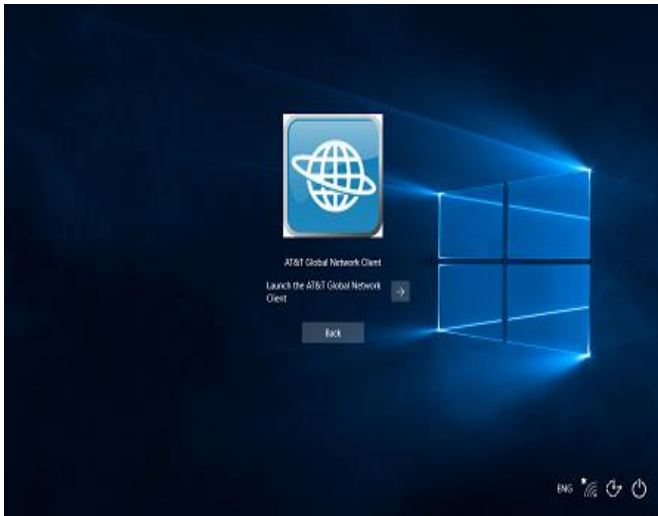 AT&T Global Network Client
Launch the AT&T Global Network
Client
Back
ENG